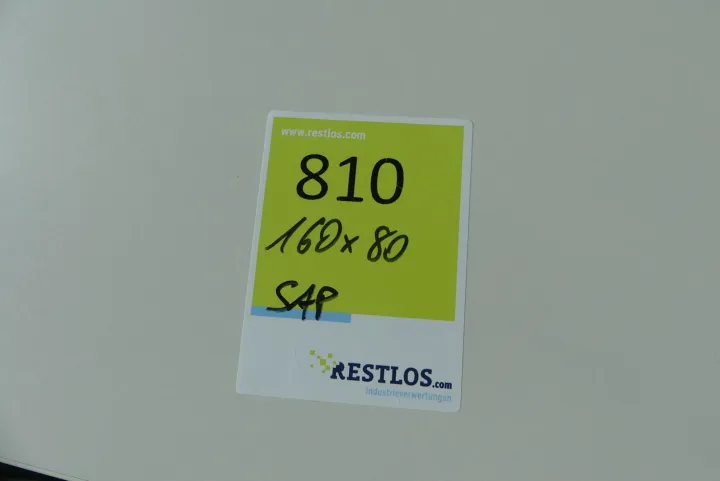 www.restlos.com
810
160x80
SAP
RESTLOS.com
industrieverwertungen